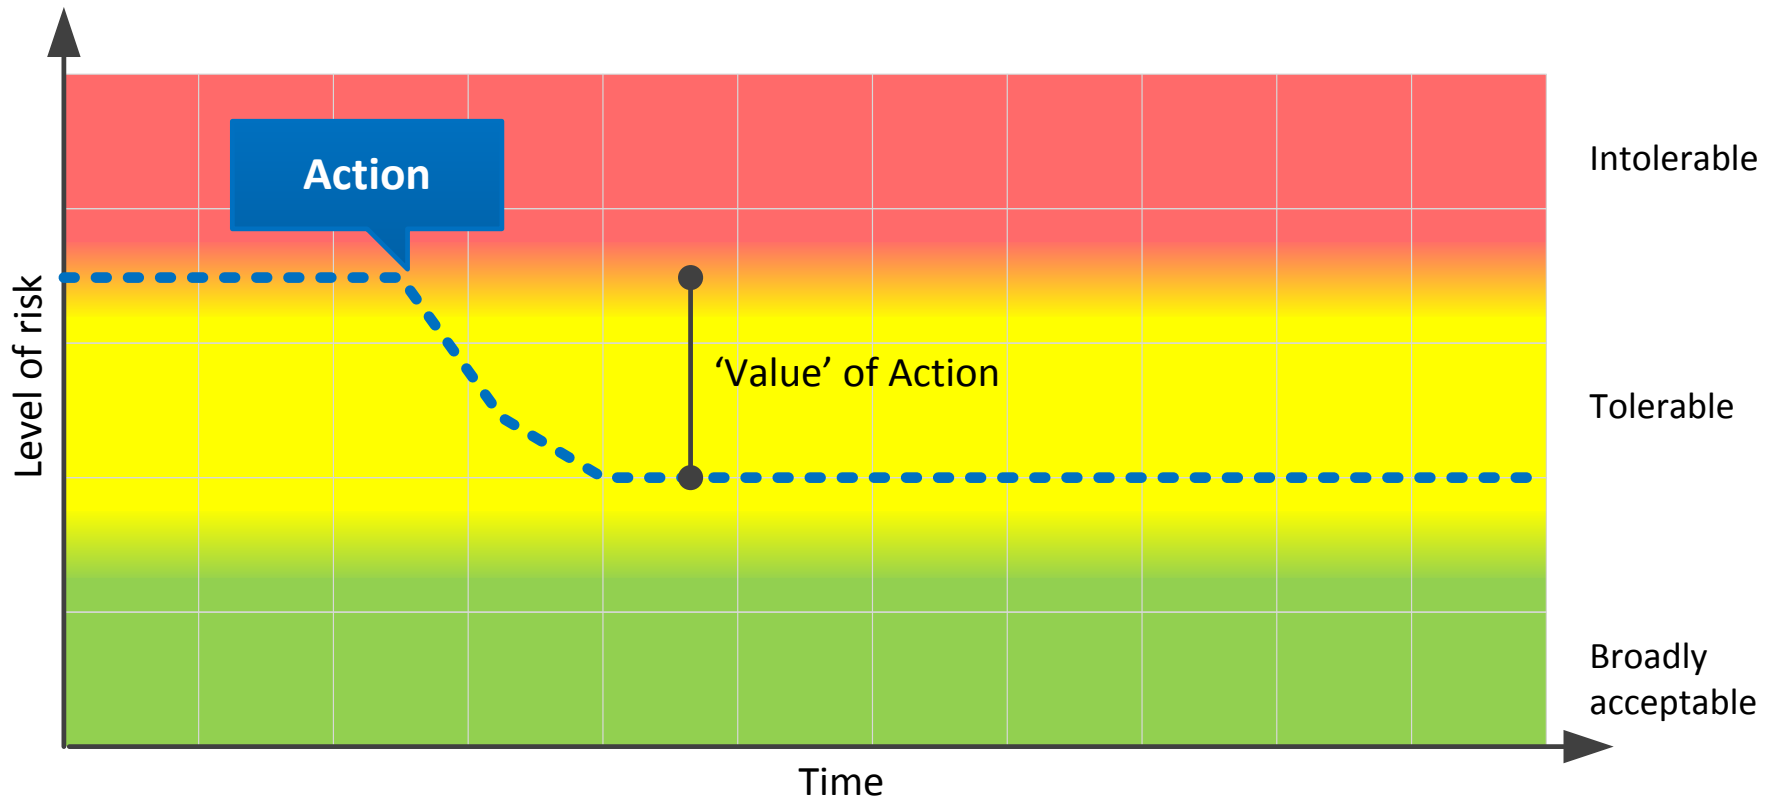 Action
Intolerable
Level of risk
‘Value’ of Action
Tolerable
Broadly
acceptable
Time